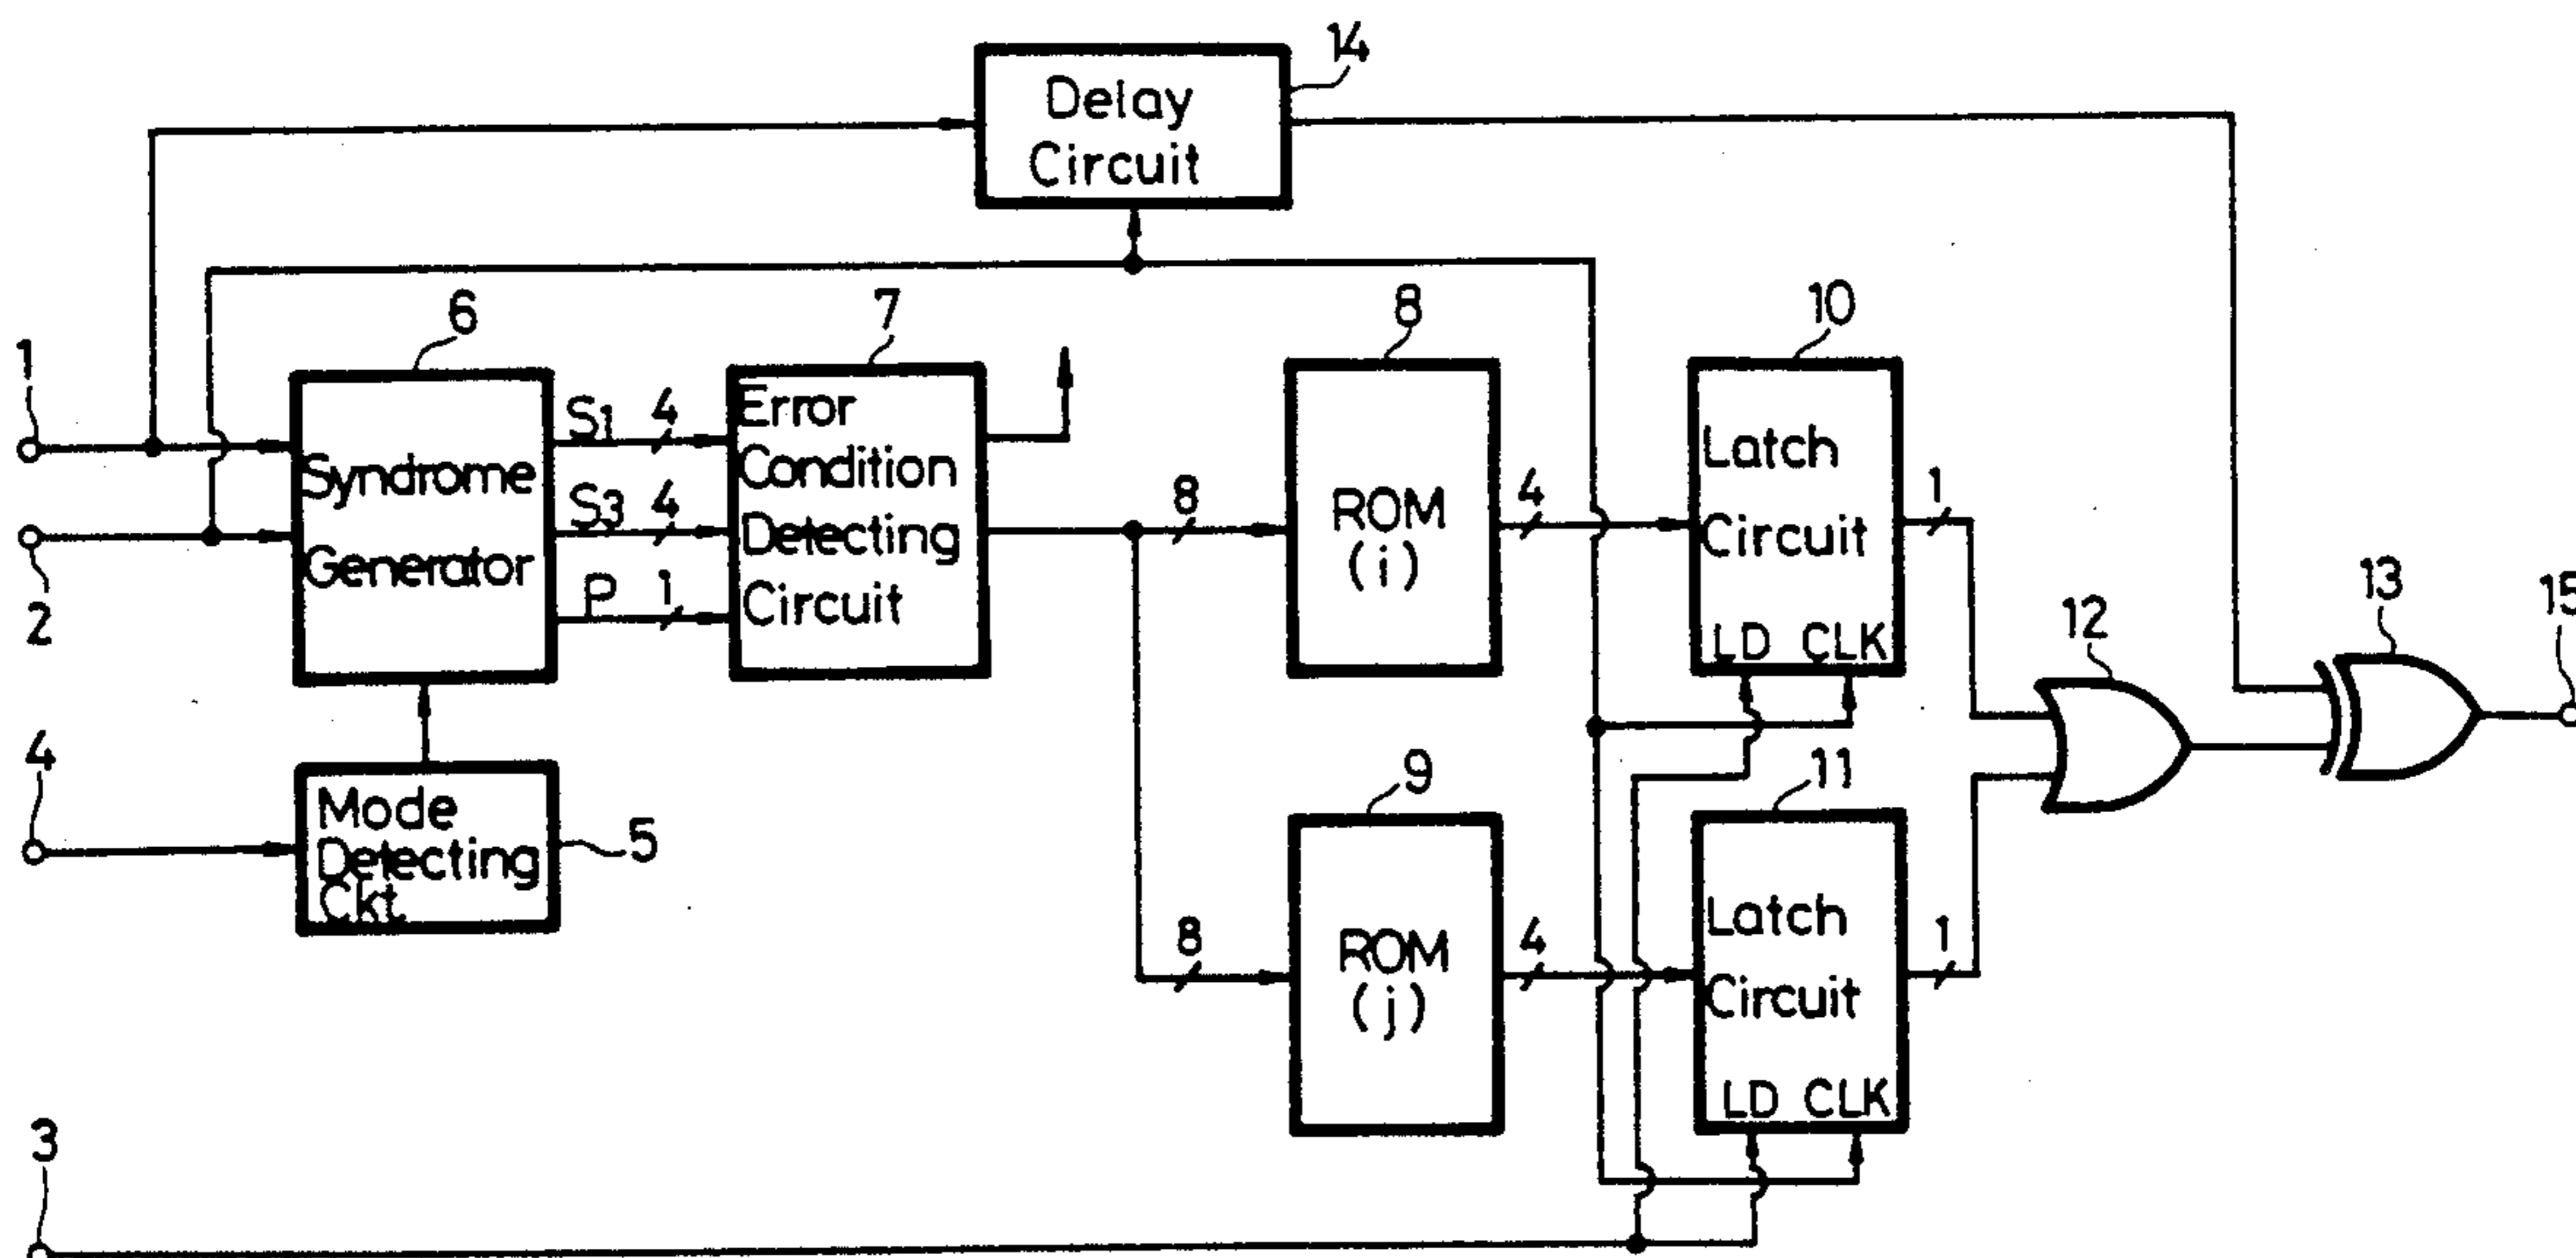 14
Delay
Circuit
6
7
8
10
1
S1
4
Error
Condition
Detecting
Circuit
Syndrome
Generator
S3
4
P
1
8
ROM
(i)
4
Latch
Circuit
LD CLK
1
2
13
15
12
4
Mode
Detecting
Ckt.
5
9
11
8
ROM
(j)
4
Latch
Circuit
LD CLK
1
3